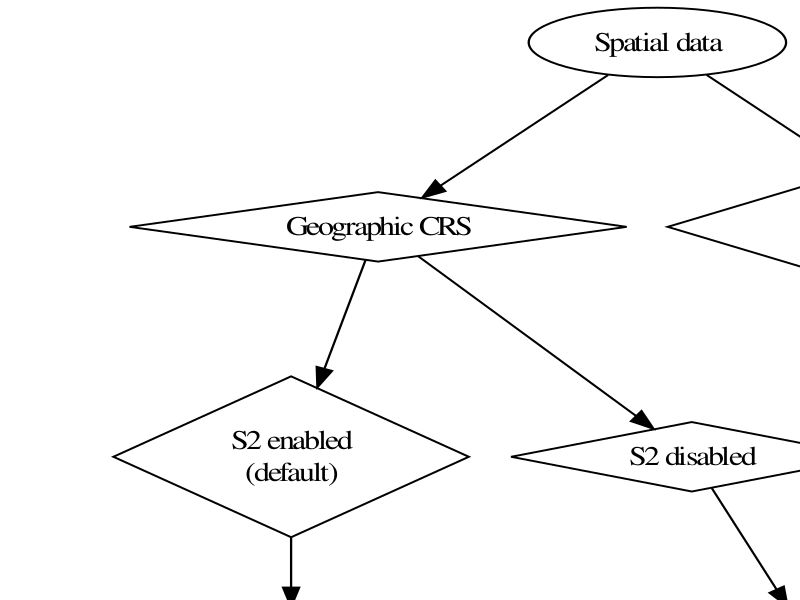 Spatial data
Geographic CRS
S2 enabled
(default)
S2 disabled